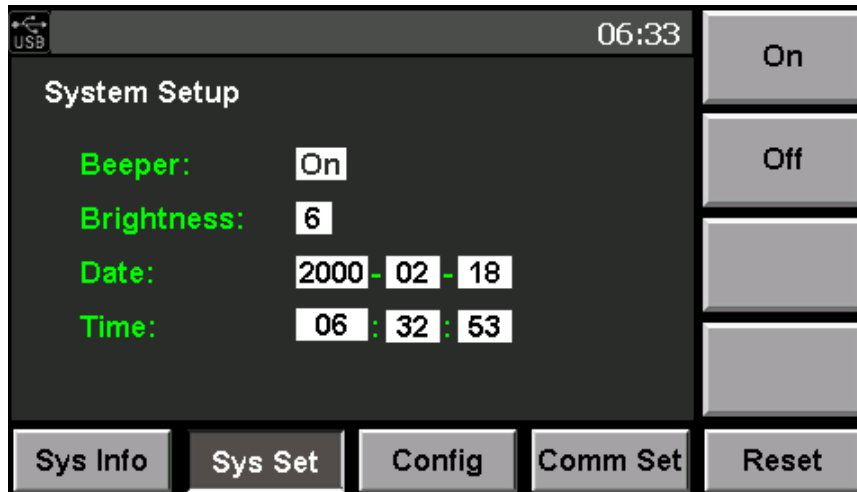 USB
06:33
System Setup
Beeper: On
Brightness: 6
Date: 2000 - 02 - 18
Time: 06 : 32 : 53
On
Off
Sys Info Sys Set Config Comm Set Reset